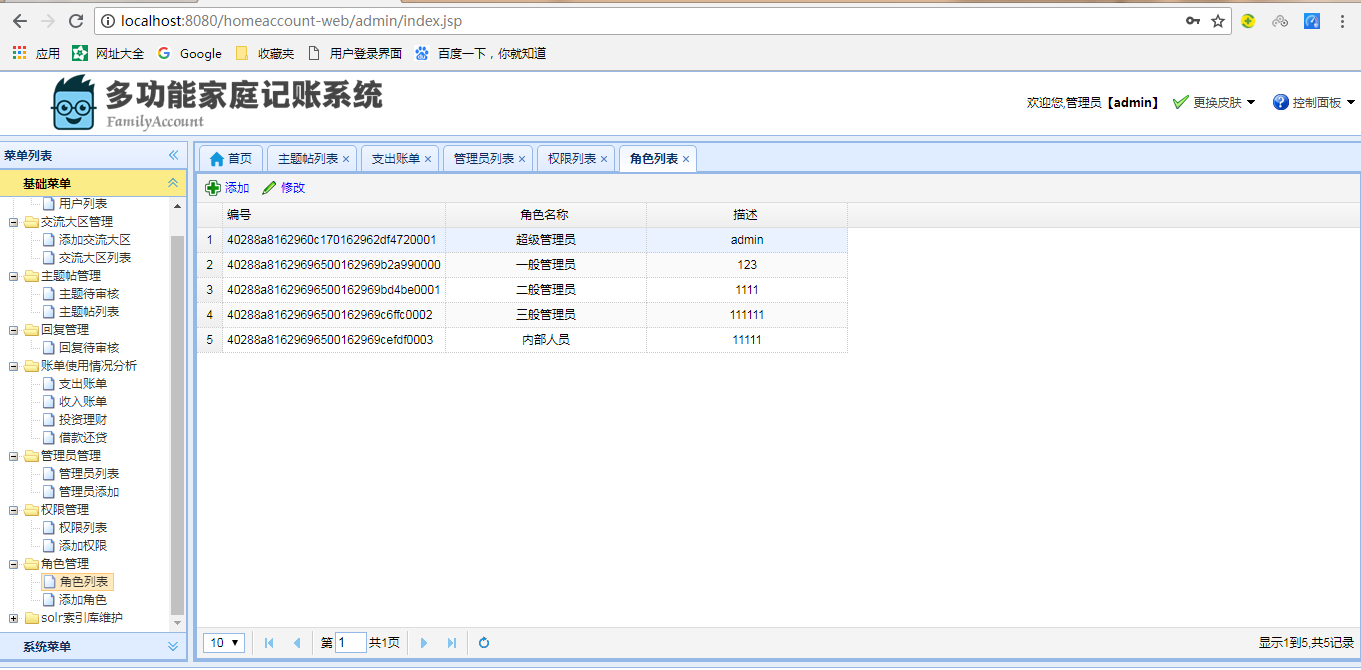 localhost:8080/homeaccount-web/admin/index.jsp
应用 网址大全 Google 收藏夹 用户登录界面 百度一下，你就知道
多功能家庭记账系统
FamilyAccount
欢迎您,管理员【admin】 更换皮肤 控制面板
菜单列表
基础菜单
用户列表
交流大区管理
添加交流大区
交流大区列表
主题帖管理
主题待审核
主题帖列表
回复管理
回复待审核
账单使用情况分析
支出账单
收入账单
投资理财
借款还贷
管理员管理
管理员列表
管理员添加
权限管理
权限列表
添加权限
角色管理
角色列表
添加角色
solr索引库维护
系统菜单
首页 主题帖列表 支出账单 管理员列表 权限列表 角色列表
添加 修改
编号 角色名称 描述
1 40288a8162960c170162962df4720001 超级管理员 admin
2 40288a81629696500162969b2a990000 一般管理员 123
3 40288a81629696500162969bd4be0001 二般管理员 1111
4 40288a81629696500162969c6ffc0002 三般管理员 111111
5 40288a81629696500162969cefdf0003 内部人员 11111
10 第 1 共1页 显示1到5,共5记录